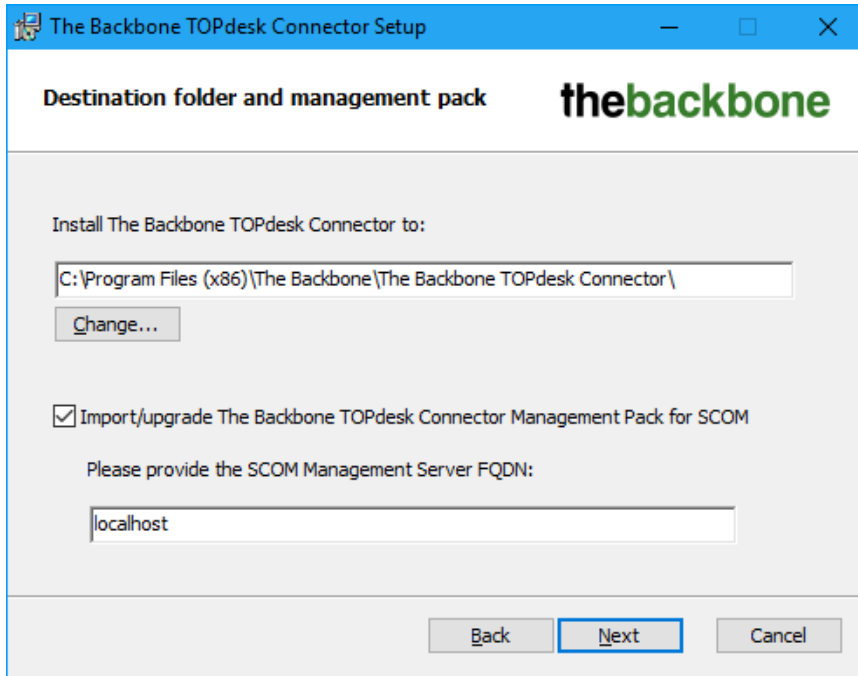 The Backbone TOPdesk Connector Setup
Destination folder and management pack
thebackbone
Install The Backbone TOPdesk Connector to:
C:\Program Files (x86)\The Backbone\The Backbone TOPdesk Connector\
Change...
Import/upgrade The Backbone TOPdesk Connector Management Pack for SCOM
Please provide the SCOM Management Server FQDN:
localhost
Back Next Cancel